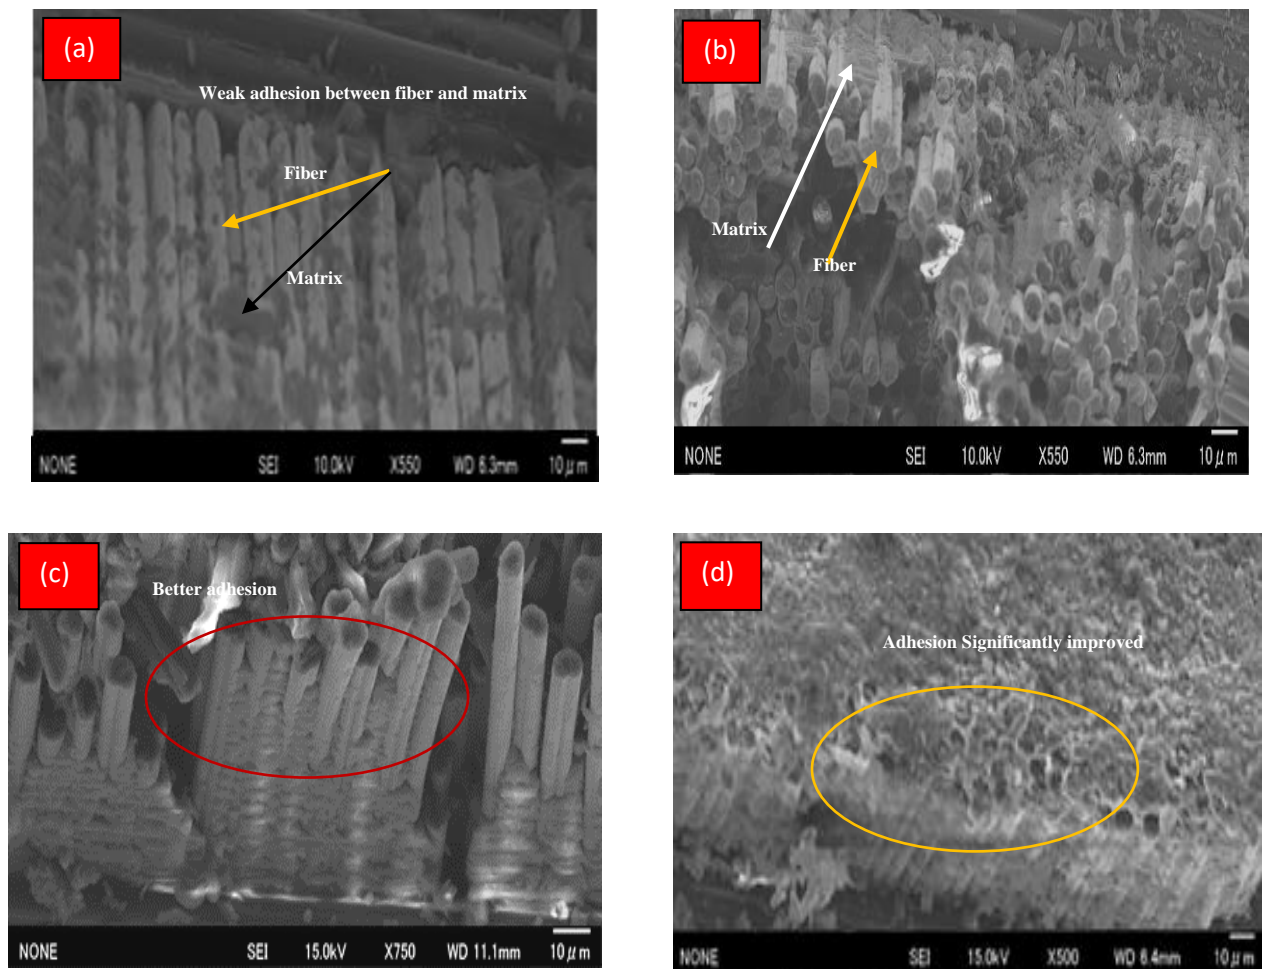 (a)
Weak adhesion between fiber and matrix
Fiber
Matrix
NONE SEI 10.0kV X550 WD 6.3mm 10μm
(b)
Matrix
Fiber
NONE SEI 10.0kV X550 WD 6.3mm 10μm
(c)
Better adhesion
NONE SEI 15.0kV X750 WD 11.1mm 10μm
(d)
Adhesion Significantly improved
NONE SEI 15.0kV X500 WD 6.4mm 10μm